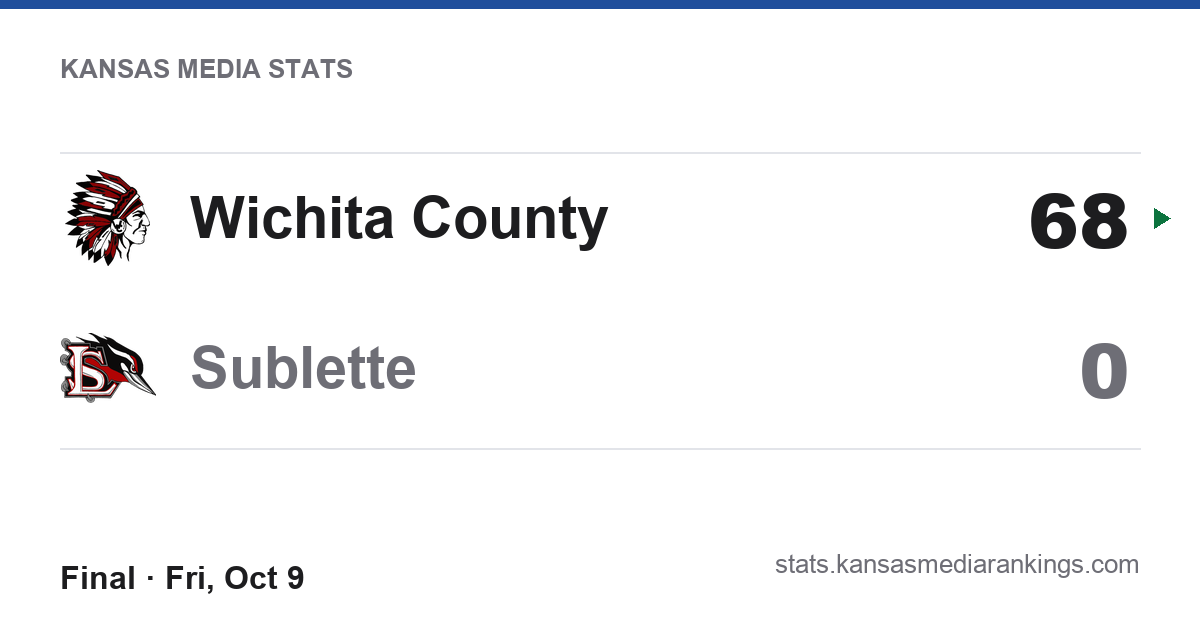 KANSAS MEDIA STATS
Wichita County 68
Sublette 0
Final · Fri, Oct 9
stats.kansasmediarankings.com